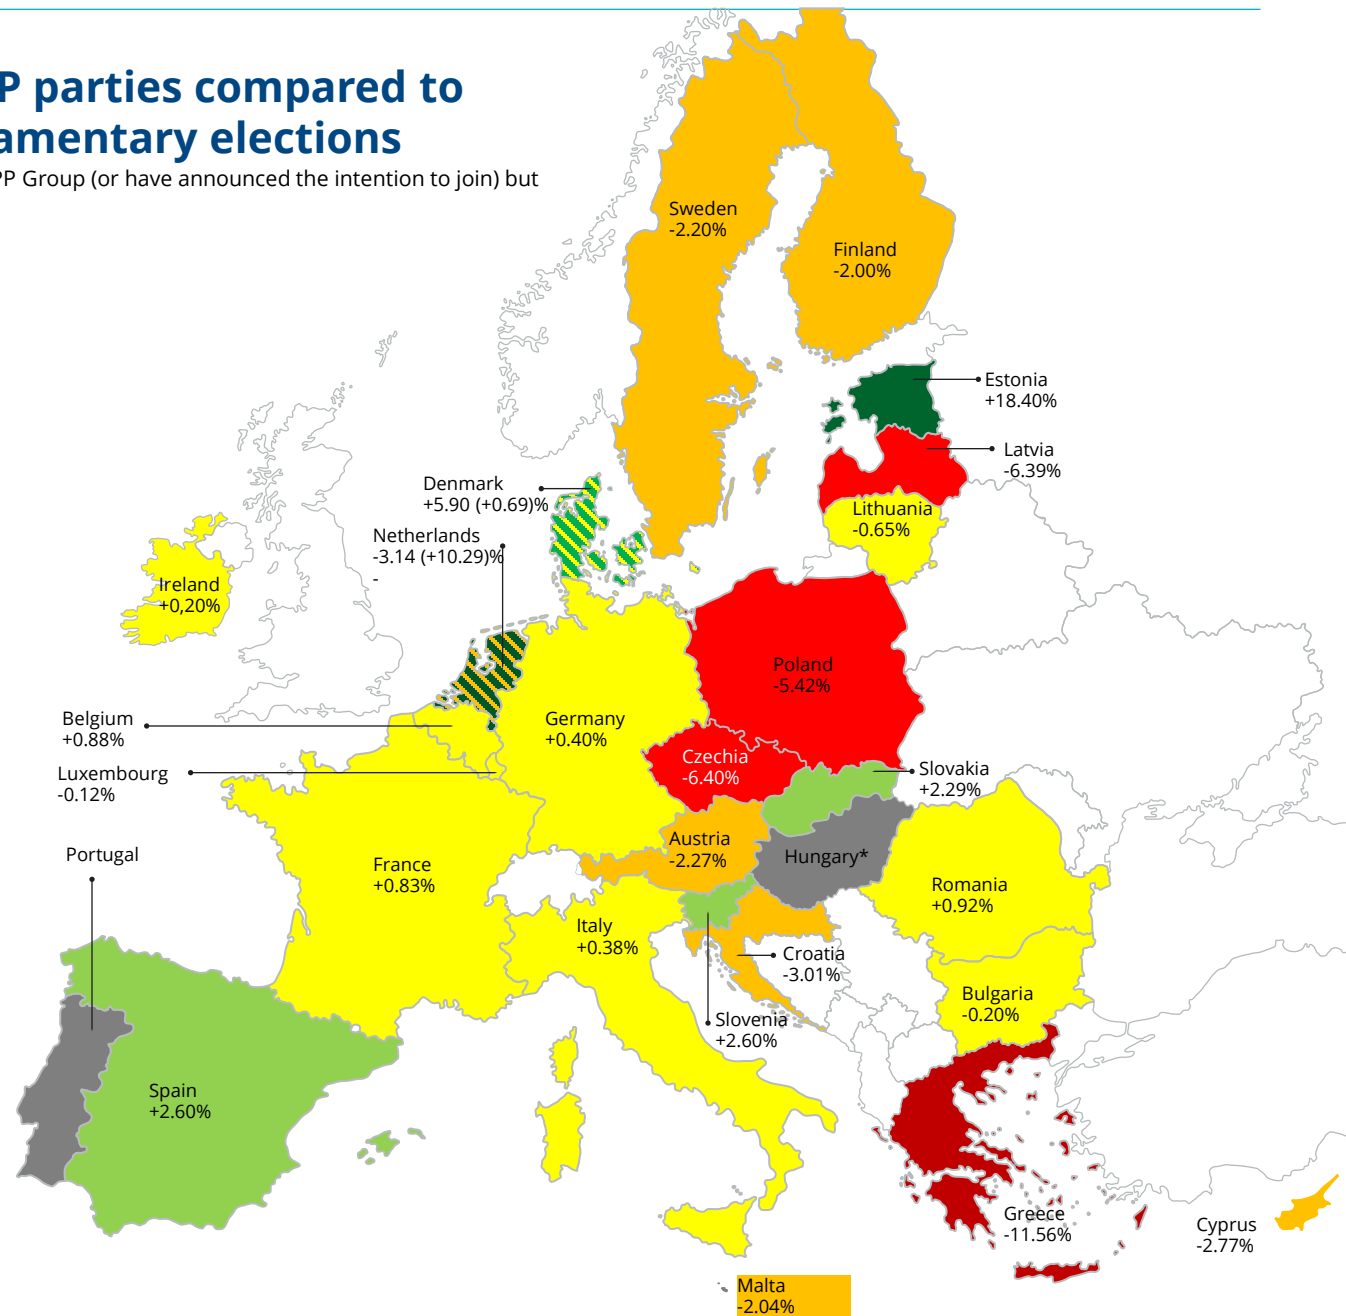 P parties compared to
amentary elections
PP Group (or have announced the intention to join) but
Sweden
-2.20%
Finland
-2.00%
Estonia
+18.40%
Latvia
-6.39%
Lithuania
-0.65%
Denmark
+5.90 (+0.69)%
Netherlands
-3.14 (+10.29)%
-
Ireland
+0,20%
Poland
-5.42%
Belgium
+0.88%
Germany
+0.40%
Luxembourg
-0.12%
Czechia
-6.40%
Slovakia
+2.29%
Austria
-2.27%
Hungary*
Portugal
France
+0.83%
Romania
+0.92%
Italy
+0.38%
Croatia
-3.01%
Bulgaria
-0.20%
Slovenia
+2.60%
Spain
+2.60%
Greece
-11.56%
Cyprus
-2.77%
Malta
-2.04%